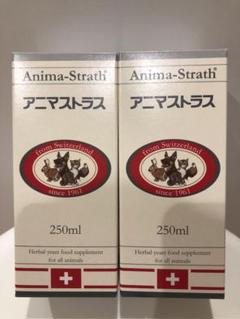 Anima-Strath®
アニマストラス
from Switzerland
since 1961
250ml
Herbal yeast food supplement
for all animals
Anima-Strath®
アニマストラス
from Switzerland
since 1961
250ml
Herbal yeast food supplement
for all animals